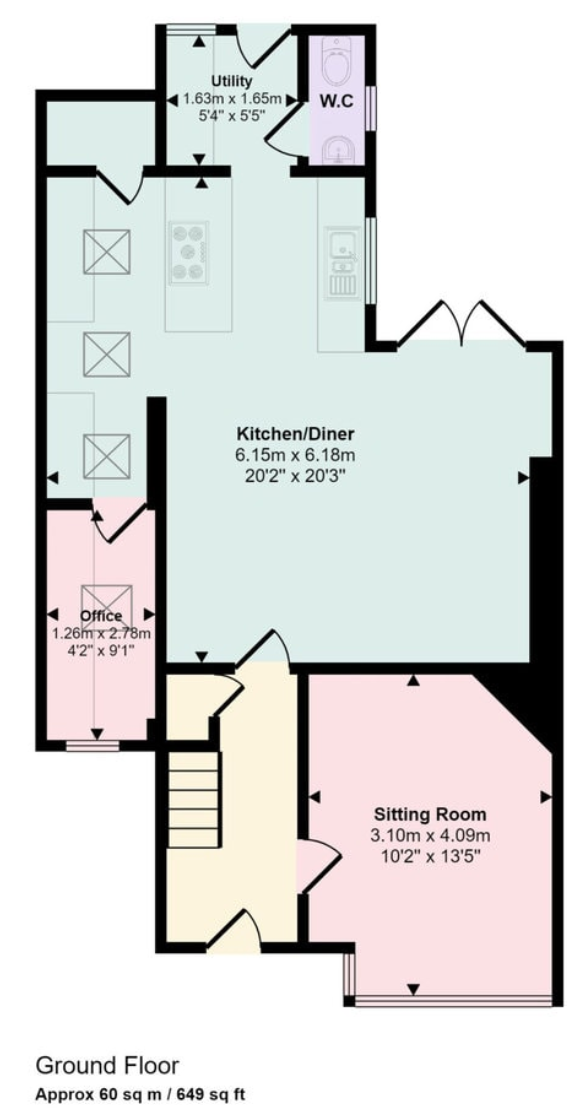 Utility
1.63m x 1.65m
5'4" x 5'5"
W.C
Kitchen/Diner
6.15m x 6.18m
20'2" x 20'3"
Office
1.26m x 2.78m
4'2" x 9'1"
Sitting Room
3.10m x 4.09m
10'2" x 13'5"
Ground Floor
Approx 60 sq m / 649 sq ft